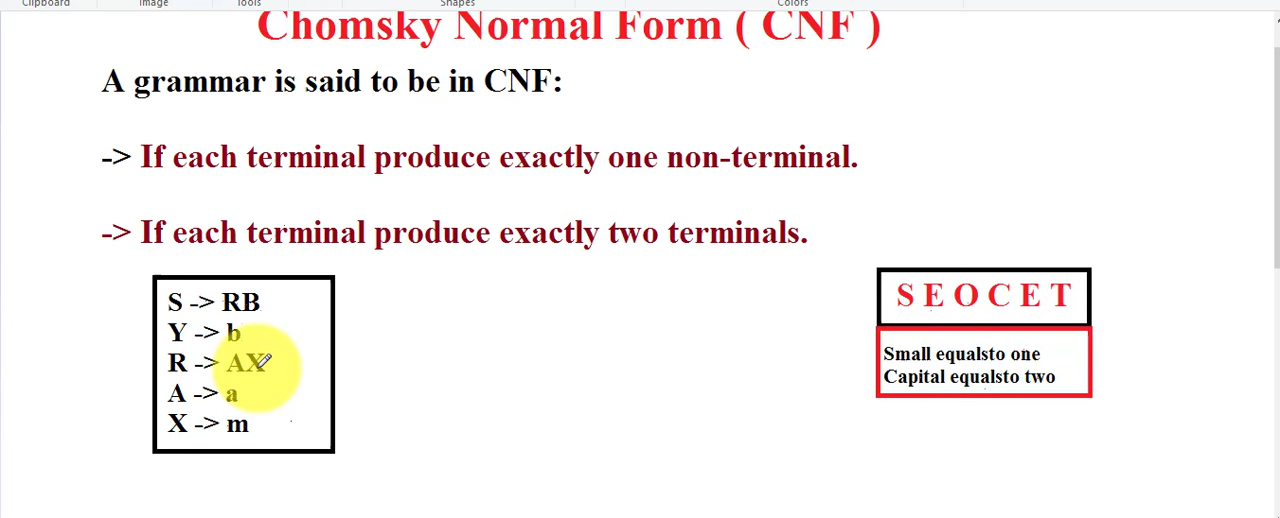 Clipboard Image Tools Shapes Colors
Chomsky Normal Form ( CNF )
A grammar is said to be in CNF:
-> If each terminal produce exactly one non-terminal.
-> If each terminal produce exactly two terminals.
S -> RB
Y -> b
R -> AX
A -> a
X -> m
S E O C E T
Small equalsto one
Capital equalsto two